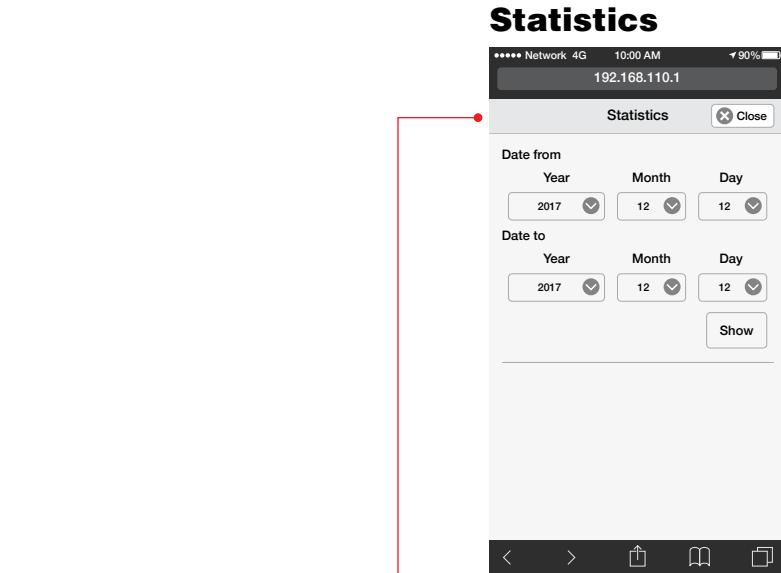 Statistics
Network 4G 10:00 AM 90%
192.168.110.1
Statistics Close
Date from
Year Month Day
2017 12 12
Date to
Year Month Day
2017 12 12
Show